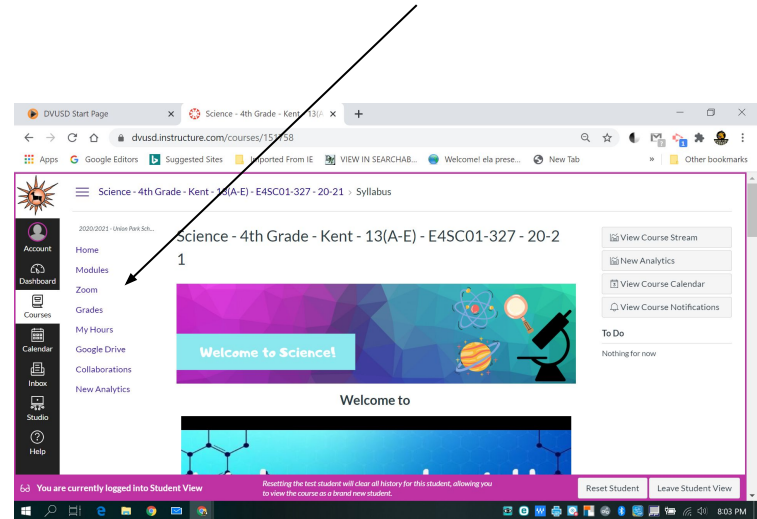 DVUSD Start Page
Science - 4th Grade - Kent - 13(A
dvusd.instructure.com/courses/151758
Apps
Google Editors
Suggested Sites
Imported From IE
VIEW IN SEARCHAB...
Welcome! ela prese...
New Tab
»
Other bookmarks
Science - 4th Grade - Kent - 13(A-E) - E4SC01-327 - 20-21 › Syllabus
Account
Dashboard
Courses
Calendar
Inbox
Studio
Help
2020/2021 - Union Park Sch...
Home
Modules
Zoom
Grades
My Hours
Google Drive
Collaborations
New Analytics
Science - 4th Grade - Kent - 13(A-E) - E4SC01-327 - 20-2
1
Welcome to Science!
Welcome to
View Course Stream
New Analytics
View Course Calendar
View Course Notifications
To Do
Nothing for now
You are currently logged into Student View
Resetting the test student will clear all history for this student, allowing you
to view the course as a brand new student.
Reset Student
Leave Student View
8:03 PM